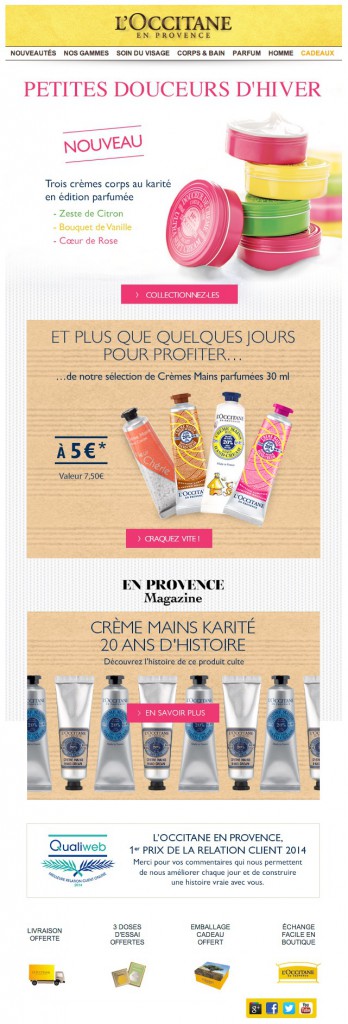 L'OCCITANE
EN PROVENCE
NOUVEAUTÉS NOS GAMMES SOIN DU VISAGE CORPS & BAIN PARFUM HOMME CADEAUX
PETITES DOUCEURS D'HIVER
NOUVEAU
Trois crèmes corps au karité
en édition parfumée
- Zeste de Citron
- Bouquet de Vanille
- Cœur de Rose
> COLLECTIONNEZ-LES
ET PLUS QUE QUELQUES JOURS
POUR PROFITER...
...de notre sélection de Crèmes Mains parfumées 30 ml
À 5€*
Valeur 7,50€
L'OCCITANE
> CRAQUEZ VITE !
EN PROVENCE
Magazine
CRÈME MAINS KARITÉ
20 ANS D'HISTOIRE
Découvrez l'histoire de ce produit culte
L'OCCITANE
> EN SAVOIR PLUS
Qualiweb
MEILLEURE RELATION CLIENT ONLINE
2014
L'OCCITANE EN PROVENCE,
1er PRIX DE LA RELATION CLIENT 2014
Merci pour vos commentaires qui nous permettent
de nous améliorer chaque jour et de construire
une histoire vraie avec vous.
LIVRAISON
OFFERTE
3 DOSES
D'ESSAI
OFFERTES
EMBALLAGE
CADEAU
OFFERT
ÉCHANGE
FACILE EN
BOUTIQUE
L'OCCITANE